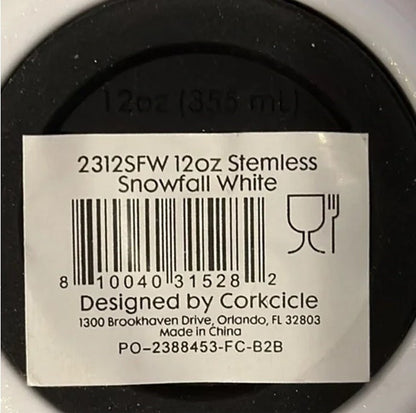 12oz (355 mL)
2312SFW 12oz Stemless
Snowfall White
8 10040 31528 2
Designed by Corkcicle
1300 Brookhaven Drive, Orlando, FL 32803
Made in China
PO-2388453-FC-B2B